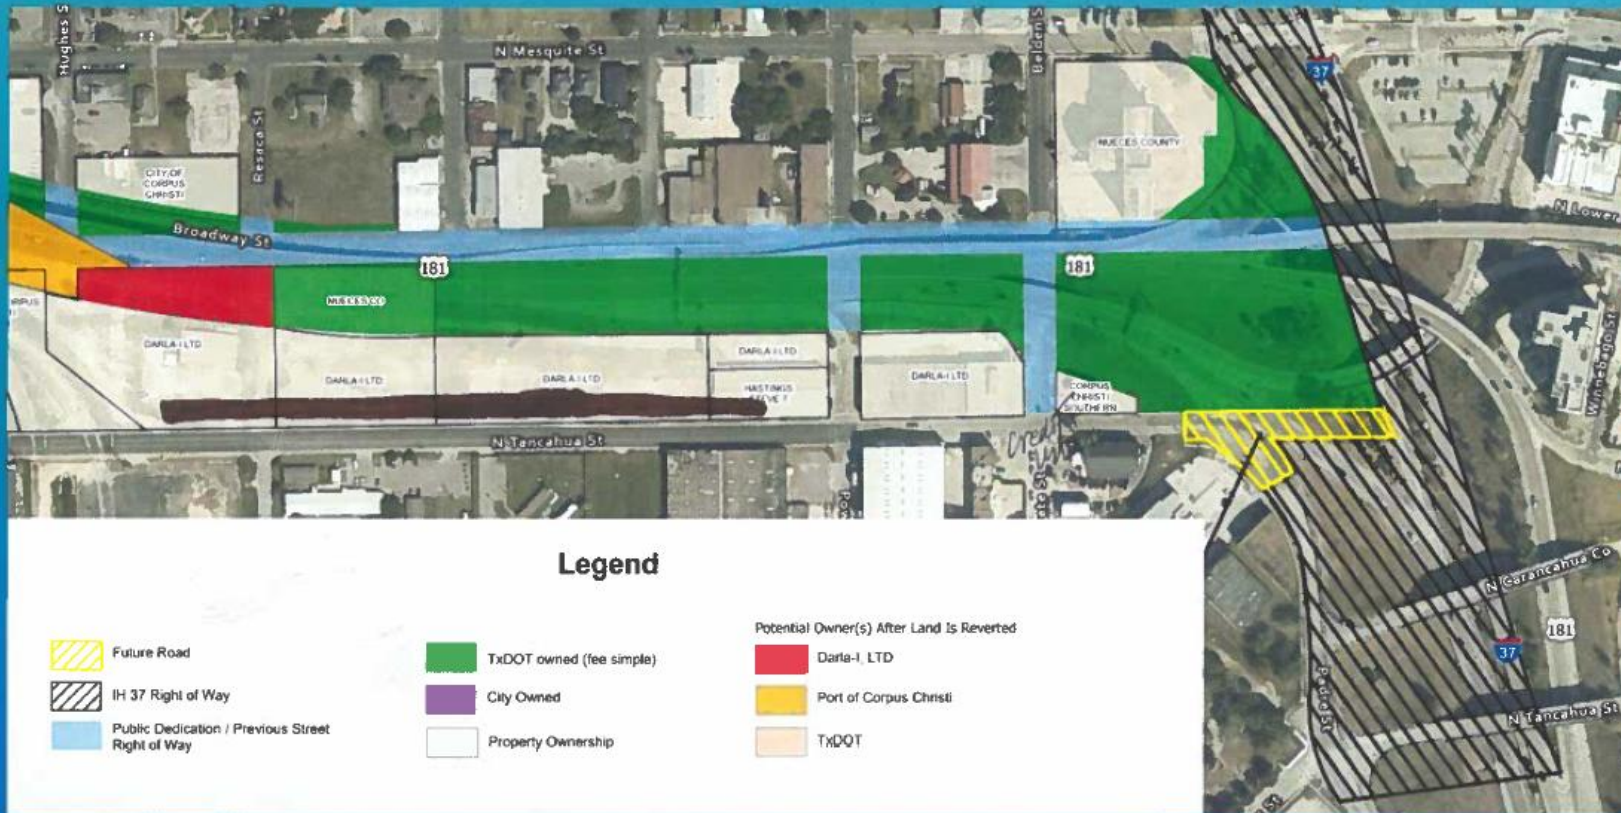 Hughes S
N Mesquite St
Belden S
37
Resaca St
NUECES COUNTY
CITY OF
CORPUS
CHRISTI
N Lower
Broadway St
181
181
NUECES CO
DARLA-I LTD
DARLA-I LTD
DARLA-I LTD
DARLA-I LTD
HASTINGS
DARLA-I LTD
CORPUS
CHRISTI
SOUTHERN
Winnebago St
N Tancahua St
N Carancahua Co
181
37
Padre St
N Tancahua St
Legend
Future Road
IH 37 Right of Way
Public Dedication / Previous Street
Right of Way
TxDOT owned (fee simple)
City Owned
Property Ownership
Potential Owner(s) After Land Is Reverted
Darla-I, LTD
Port of Corpus Christi
TxDOT